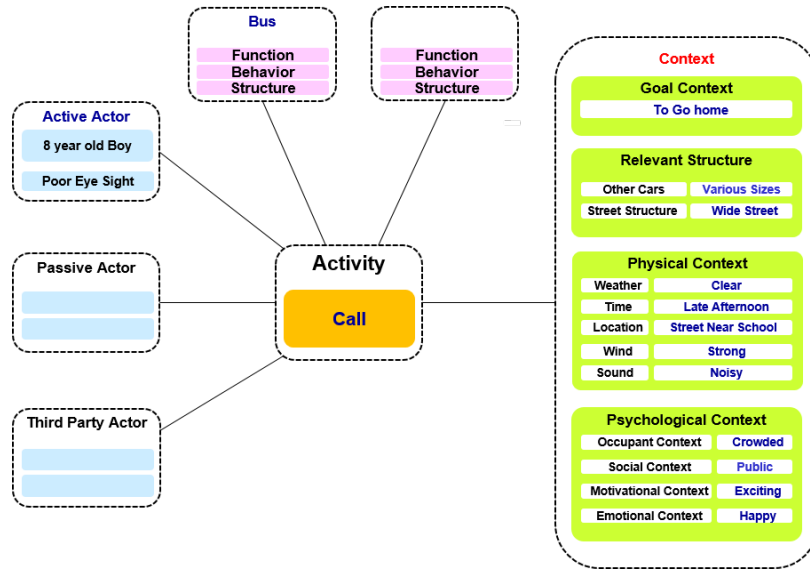 Bus
Function
Behavior
Structure
Function
Behavior
Structure
Active Actor
8 year old Boy
Poor Eye Sight
Passive Actor
Third Party Actor
Activity
Call
Context
Goal Context
To Go home
Relevant Structure
Other Cars Various Sizes
Street Structure Wide Street
Physical Context
Weather Clear
Time Late Afternoon
Location Street Near School
Wind Strong
Sound Noisy
Psychological Context
Occupant Context Crowded
Social Context Public
Motivational Context Exciting
Emotional Context Happy